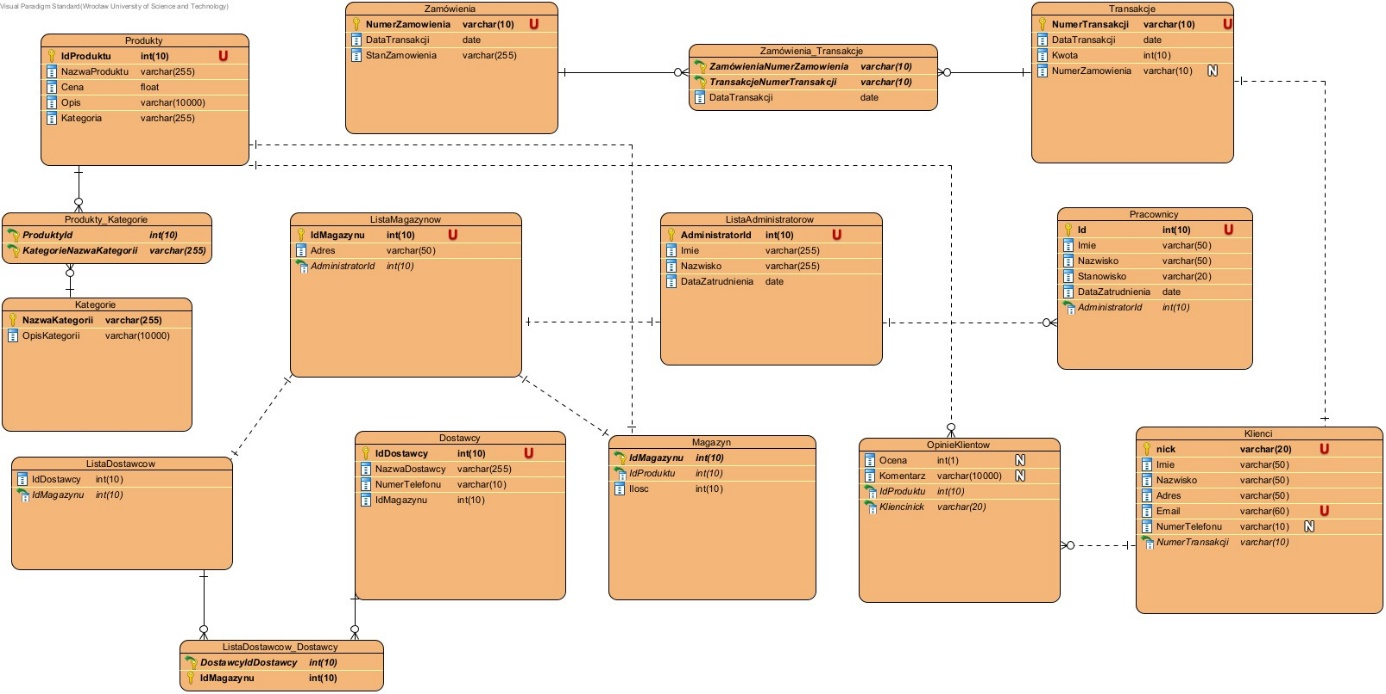 Visual Paradigm Standard(Wrocław University of Science and Technology)
Produkty
IdProduktu int(10) U
NazwaProduktu varchar(255)
Cena float
Opis varchar(10000)
Kategoria varchar(255)
Zamówienia
NumerZamowienia varchar(10) U
DataTransakcji date
StanZamowienia varchar(255)
Zamówienia_Transakcje
ZamówieniaNumerZamowienia varchar(10)
TransakcjeNumerTransakcji varchar(10)
DataTransakcji date
Transakcje
NumerTransakcji varchar(10) U
DataTransakcji date
Kwota int(10)
NumerZamowienia varchar(10) N
Produkty_Kategorie
ProduktyId int(10)
KategorieNazwaKategorii varchar(255)
Kategorie
NazwaKategorii varchar(255)
OpisKategorii varchar(10000)
ListaMagazynow
IdMagazynu int(10) U
Adres varchar(50)
AdministratorId int(10)
ListaAdministratorow
AdministratorId int(10) U
Imie varchar(255)
Nazwisko varchar(255)
DataZatrudnienia date
Pracownicy
Id int(10) U
Imie varchar(50)
Nazwisko varchar(50)
Stanowisko varchar(20)
DataZatrudnienia date
AdministratorId int(10)
ListaDostawcow
IdDostawcy int(10)
IdMagazynu int(10)
Dostawcy
IdDostawcy int(10) U
NazwaDostawcy varchar(255)
NumerTelefonu varchar(10)
IdMagazynu int(10)
Magazyn
IdMagazynu int(10)
IdProduktu int(10)
Ilosc int(10)
OpinieKlientow
Ocena int(1) N
Komentarz varchar(10000) N
IdProduktu int(10)
Kliencinick varchar(20)
Klienci
nick varchar(20) U
Imie varchar(50)
Nazwisko varchar(50)
Adres varchar(50)
Email varchar(60) U
NumerTelefonu varchar(10) N
NumerTransakcji varchar(10)
ListaDostawcow_Dostawcy
DostawcyIdDostawcy int(10)
IdMagazynu int(10)